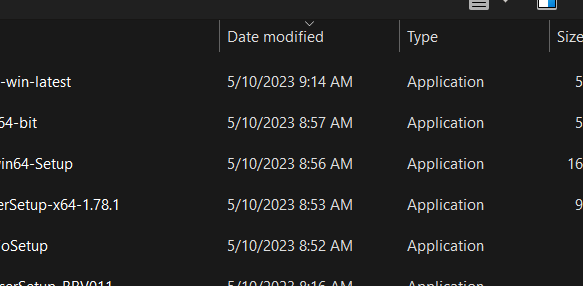 Date modified Type Size
-win-latest 5/10/2023 9:14 AM Application 5
64-bit 5/10/2023 8:57 AM Application 5
vin64-Setup 5/10/2023 8:56 AM Application 16
erSetup-x64-1.78.1 5/10/2023 8:53 AM Application 9
oSetup 5/10/2023 8:52 AM Application
5/10/2023 8:16 AM Application